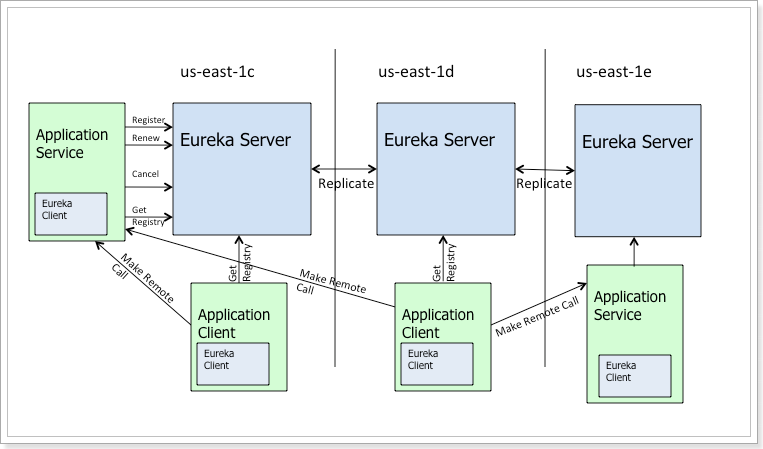 us-east-1c
us-east-1d
us-east-1e
Application
Service
Eureka
Client
Register
Renew
Cancel
Get
Registry
Eureka Server
Replicate
Eureka Server
Replicate
Eureka Server
Make Remote
Call
Get
Registry
Make Remote
Call
Get
Registry
Make Remote Call
Application
Client
Eureka
Client
Application
Client
Eureka
Client
Application
Service
Eureka
Client